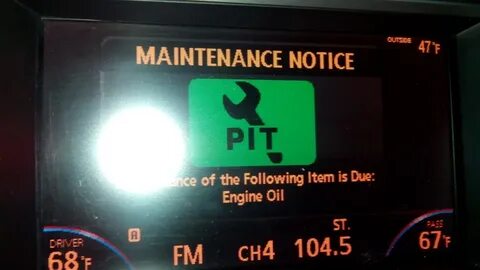 OUTSIDE 47°F
MAINTENANCE NOTICE
PIT
of the Following Item is Due:
Engine Oil
ST.
DRIVER
PASS
A
FM CH4 104.5
68°F
67°F